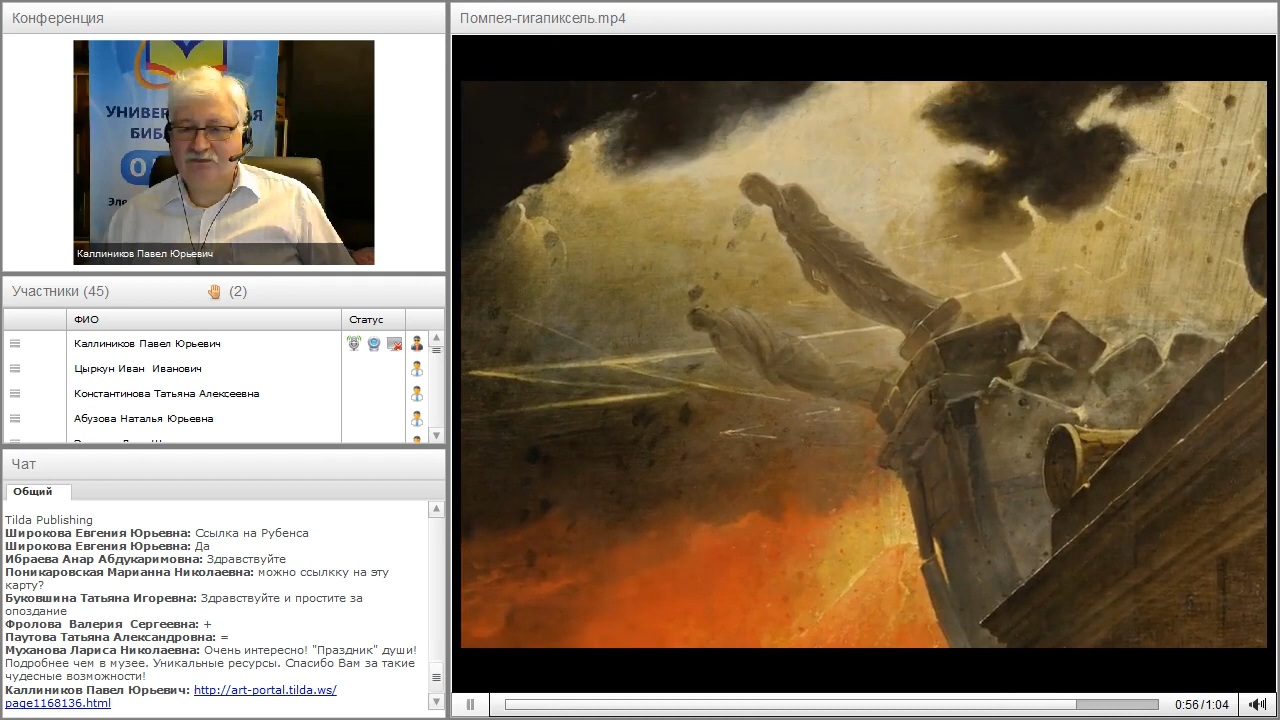 Конференция
УНИВЕР
АЯ
Каллиников Павел Юрьевич
Участники (45)
(2)
ФИО
Статус
Каллиников Павел Юрьевич
Цыркун Иван Иванович
Константинова Татьяна Алексеевна
Абузова Наталья Юрьевна
Чат
Общий
Tilda Publishing
Широкова Евгения Юрьевна: Ссылка на Рубенса
Широкова Евгения Юрьевна: Да
Ибраева Анар Абдукаримовна: Здравствуйте
Поникаровская Марианна Николаевна: можно ссылкку на эту
карту?
Буковшина Татьяна Игоревна: Здравствуйте и простите за
опоздание
Фролова Валерия Сергеевна: +
Паутова Татьяна Александровна: =
Муханова Лариса Николаевна: Очень интересно! "Праздник" души!
Подробнее чем в музее. Уникальные ресурсы. Спасибо Вам за такие
чудесные возможности!
Каллиников Павел Юрьевич: http://art-portal.tilda.ws/
page1168136.html
Помпея-гигапиксель.mp4
0:56/1:04